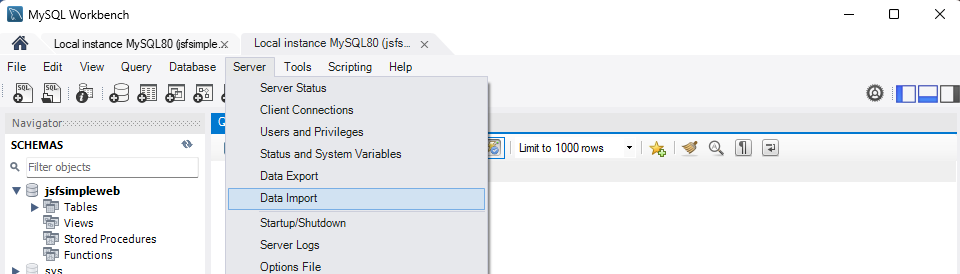 MySQL Workbench
Local instance MySQL80 (jsfsimple...
Local instance MySQL80 (jsfs...
File Edit View Query Database Server Tools Scripting Help
Server Status
Client Connections
Users and Privileges
Status and System Variables
Data Export
Data Import
Startup/Shutdown
Server Logs
Options File
Navigator
SCHEMAS
Filter objects
jsfsimpleweb
Tables
Views
Stored Procedures
Functions
sys
Limit to 1000 rows